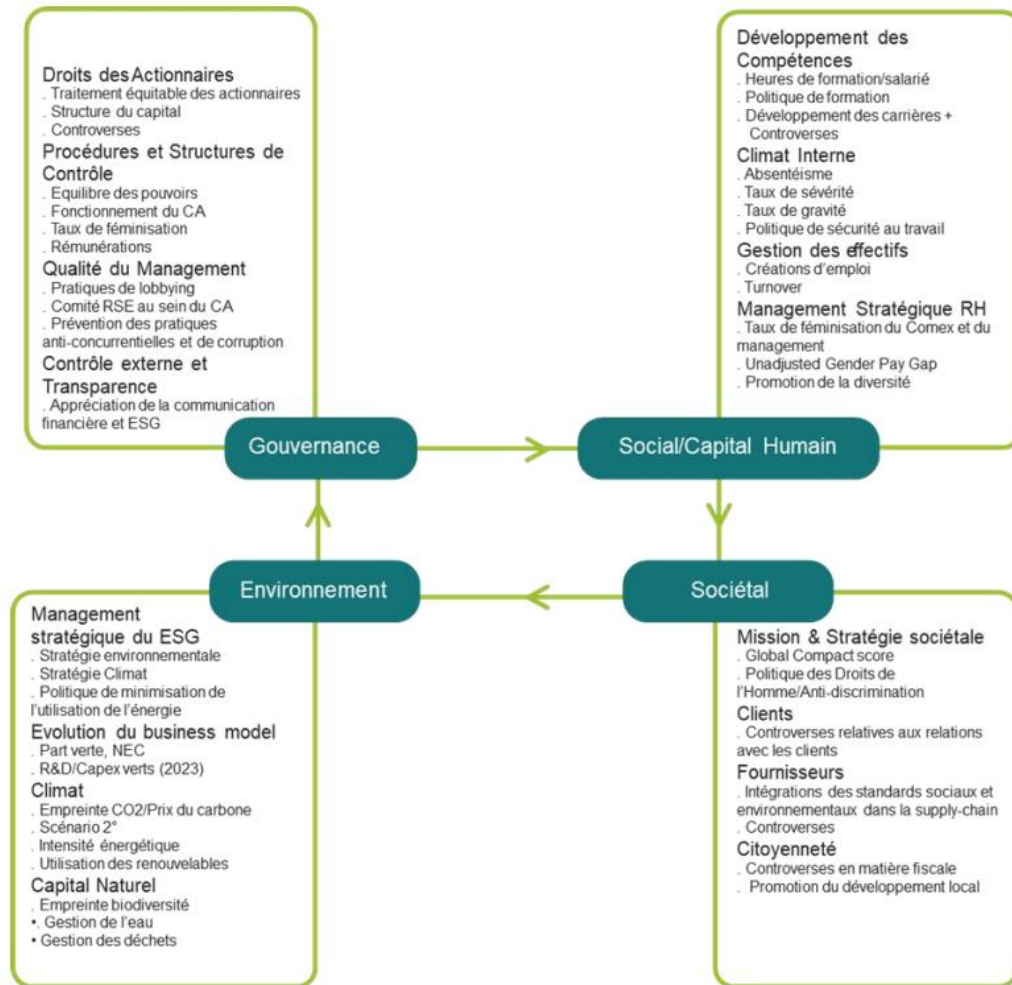 Droits des Actionnaires
. Traitement équitable des actionnaires
. Structure du capital
. Controverses
Procédures et Structures de
Contrôle
. Equilibre des pouvoirs
. Fonctionnement du CA
. Taux de féminisation
. Rémunérations
Qualité du Management
. Pratiques de lobbying
. Comité RSE au sein du CA
. Prévention des pratiques
anti-concurrentielles et de corruption
Contrôle externe et
Transparence
. Appréciation de la communication
financière et ESG
Gouvernance
Développement des
Compétences
. Heures de formation/salarié
. Politique de formation
. Développement des carrières +
Controverses
Climat Interne
. Absentéisme
. Taux de sévérité
. Taux de gravité
. Politique de sécurité au travail
Gestion des effectifs
. Créations d'emploi
. Turnover
Management Stratégique RH
. Taux de féminisation du Comex et du
management
. Unadjusted Gender Pay Gap
. Promotion de la diversité
Social/Capital Humain
Environnement
Management
stratégique du ESG
. Stratégie environnementale
. Stratégie Climat
. Politique de minimisation de
l'utilisation de l'énergie
Evolution du business model
. Part verte, NEC
. R&D/Capex verts (2023)
Climat
. Empreinte CO2/Prix du carbone
. Scénario 2°
. Intensité énergétique
. Utilisation des renouvelables
Capital Naturel
. Empreinte biodiversité
•. Gestion de l'eau
• Gestion des déchets
Sociétal
Mission & Stratégie sociétale
. Global Compact score
. Politique des Droits de
l'Homme/Anti-discrimination
Clients
. Controverses relatives aux relations
avec les clients
Fournisseurs
. Intégrations des standards sociaux et
environnementaux dans la supply-chain
. Controverses
Citoyenneté
. Controverses en matière fiscale
. Promotion du développement local